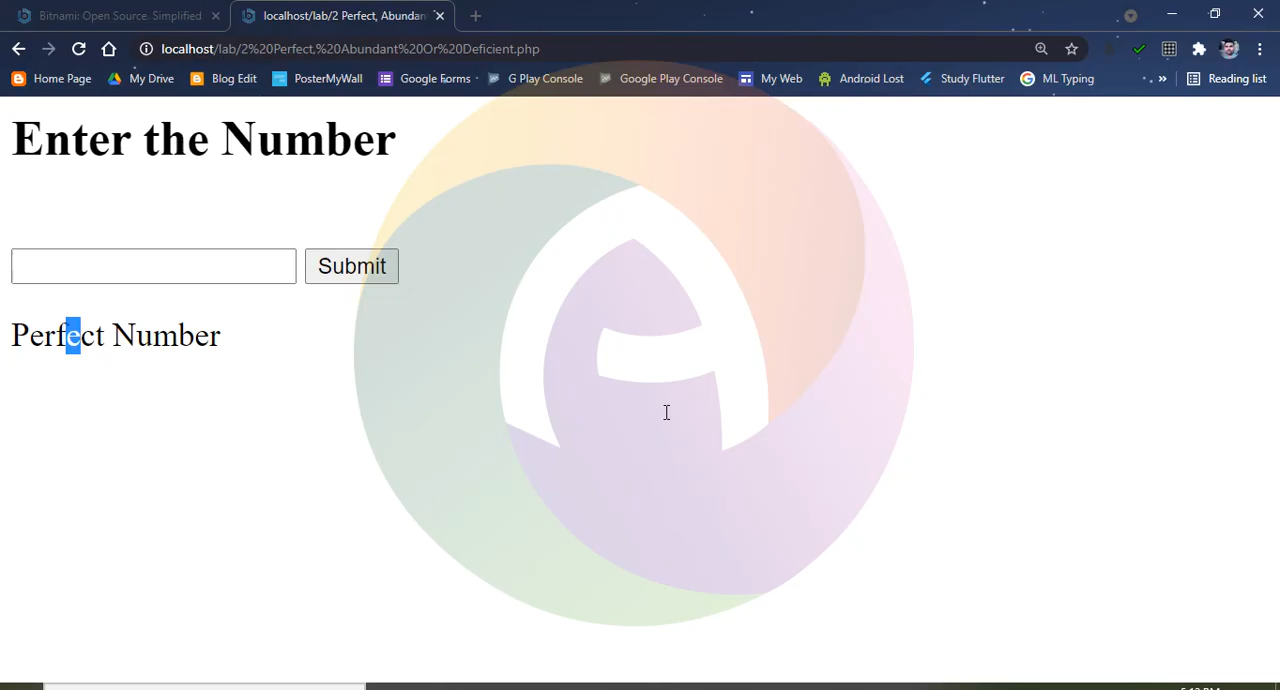 Bitnami: Open Source. Simplified
localhost/lab/2 Perfect, Abundan
localhost/lab/2%20Perfect,%20Abundant%20Or%20Deficient.php
Home Page My Drive Blog Edit PosterMyWall Google Forms G Play Console Google Play Console My Web Android Lost Study Flutter ML Typing » Reading list
Enter the Number
Submit
Perfect Number